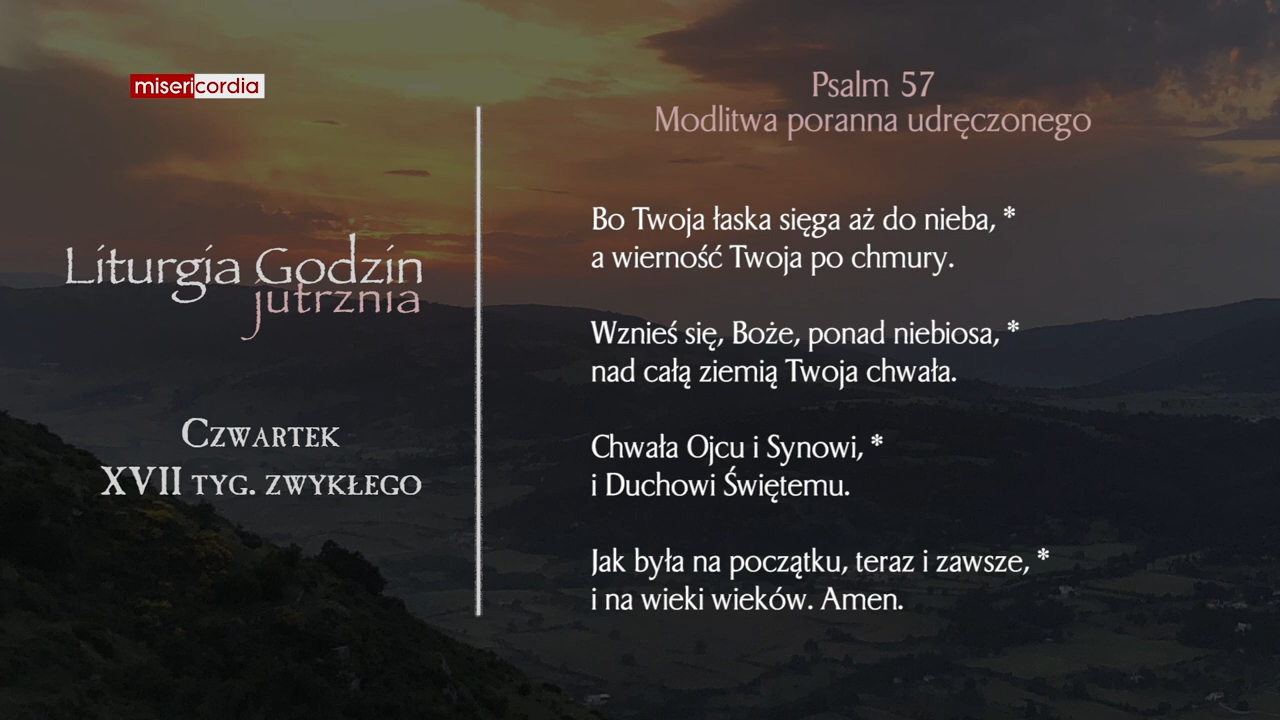 misericordia
Liturgia Godzin
jutrznia
Czwartek
XVII tyg. zwykłego
Psalm 57
Modlitwa poranna udręczonego
Bo Twoja łaska sięga aż do nieba, *
a wierność Twoja po chmury.
Wznieś się, Boże, ponad niebiosa, *
nad całą ziemią Twoja chwała.
Chwała Ojcu i Synowi, *
i Duchowi Świętemu.
Jak była na początku, teraz i zawsze, *
i na wieki wieków. Amen.